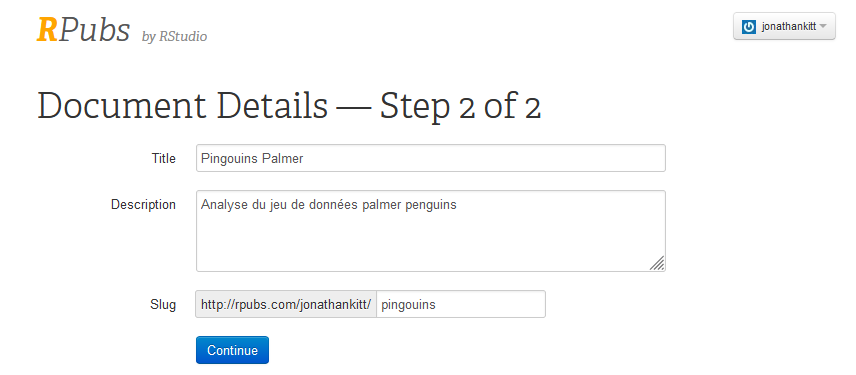 RPubs by RStudio
jonathankitt
Document Details — Step 2 of 2
Title
Pingouins Palmer
Description
Analyse du jeu de données palmer penguins
Slug
http://rpubs.com/jonathankitt/ pingouins
Continue